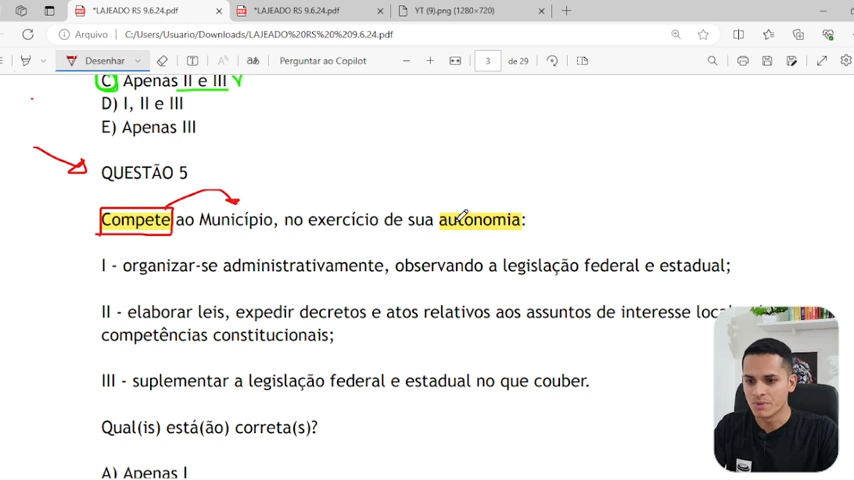 *LAJEADO RS 9.6.24.pdf
*LAJEADO RS 9.6.24.pdf
YT (9).png (1280×720)
Arquivo C:/Users/Usuario/Downloads/LAJEADO%20RS%20%209.6.24.pdf
Desenhar
Perguntar ao Copilot
3 de 29
C) Apenas II e III
D) I, II e III
E) Apenas III
QUESTÃO 5
Compete ao Município, no exercício de sua autonomia:
I - organizar-se administrativamente, observando a legislação federal e estadual;
II - elaborar leis, expedir decretos e atos relativos aos assuntos de interesse local
competências constitucionais;
III - suplementar a legislação federal e estadual no que couber.
Qual(is) está(ão) correta(s)?
A) Apenas I